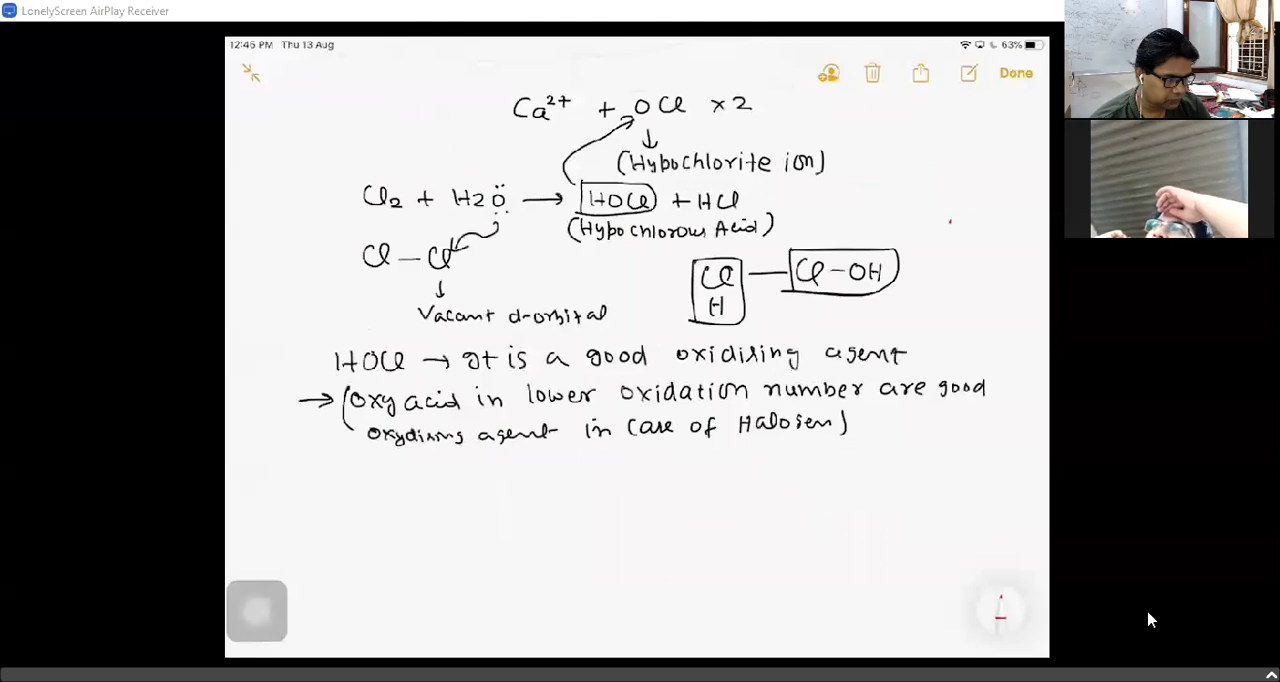 LonelyScreen AirPlay Receiver
12:45 PM Thu 13 Aug
63%
Done
Ca²⁺ + OCl × 2
(Hypochlorite ion)
Cl₂ + H2O → HOCl + HCl
(Hypochlorous Acid)
Cl — Cl
Cl — Cl-OH
H
Vacant d-orbital
HOCl → It is a good oxidising agent
→ (Oxy acid in lower oxidation number are good
oxydising agent in case of Halogen)